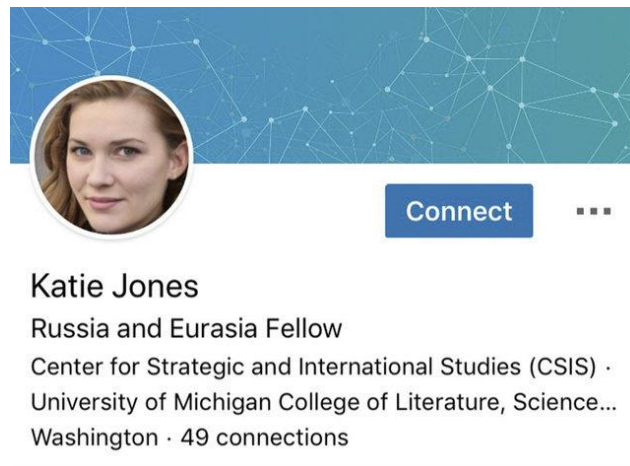 Connect
Katie Jones
Russia and Eurasia Fellow
Center for Strategic and International Studies (CSIS) ·
University of Michigan College of Literature, Science...
Washington · 49 connections